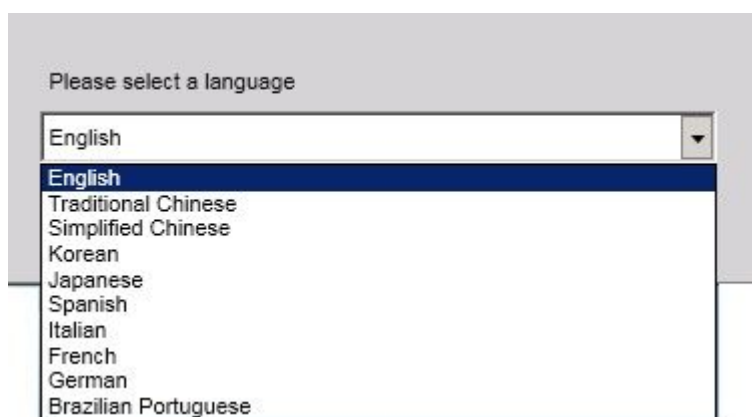 Please select a language
English
English
Traditional Chinese
Simplified Chinese
Korean
Japanese
Spanish
Italian
French
German
Brazilian Portuguese